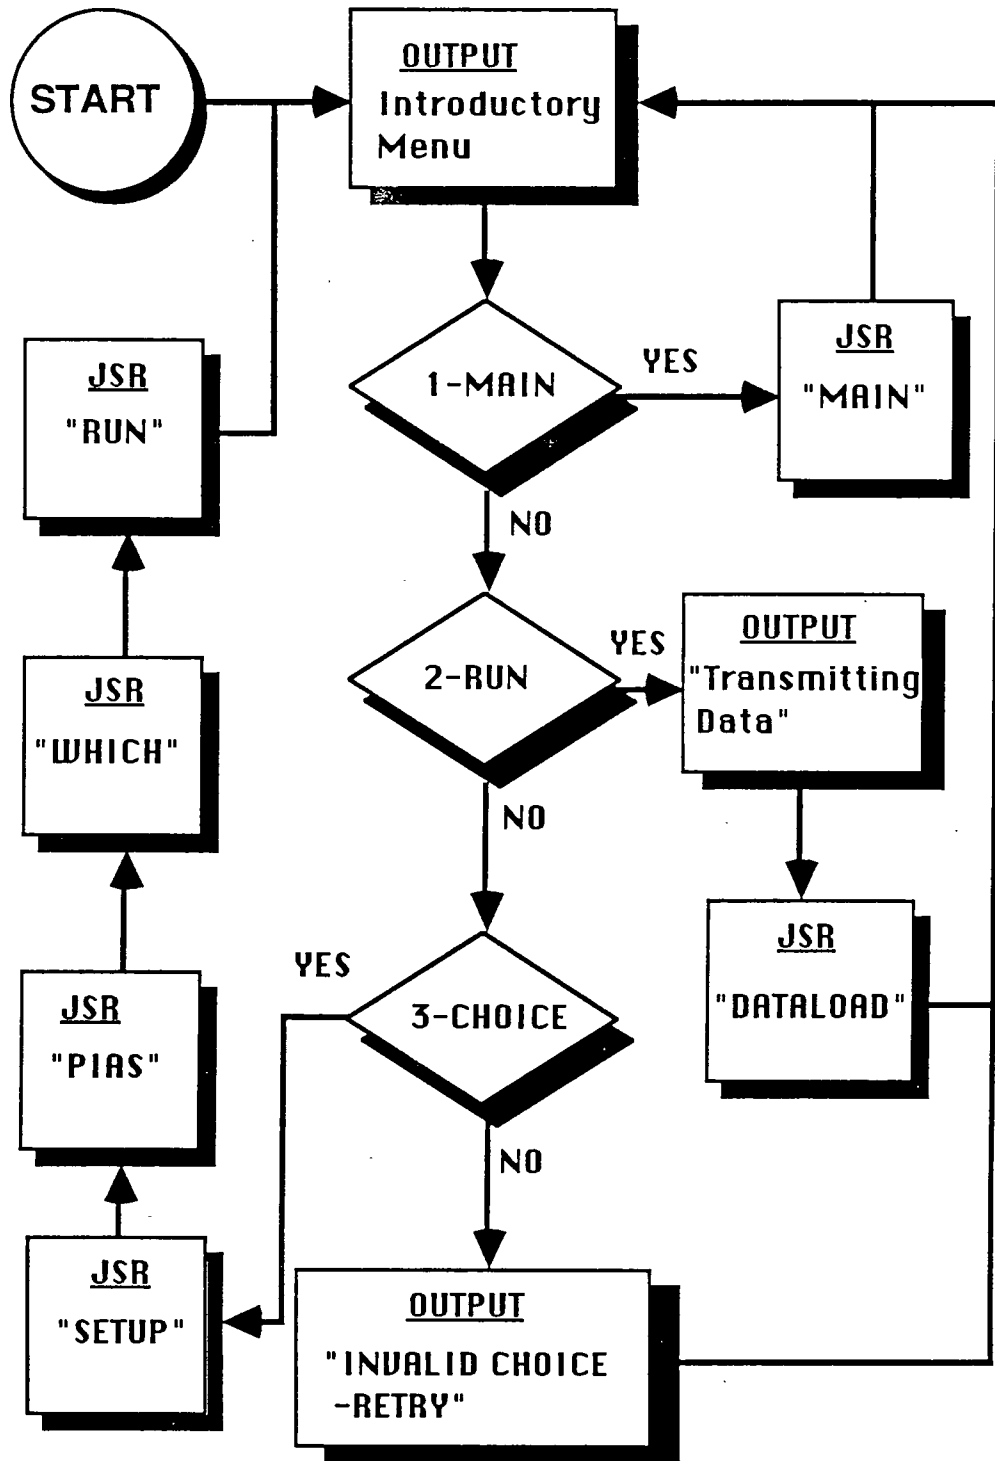 START
OUTPUT
Introductory
Menu
1-MAIN
YES
JSR
"MAIN"
NO
JSR
"RUN"
2-RUN
YES
OUTPUT
"Transmitting
Data"
NO
JSR
"WHICH"
3-CHOICE
YES
JSR
"DATALOAD"
NO
JSR
"PIAS"
JSR
"SETUP"
OUTPUT
"INVALID CHOICE
-RETRY"